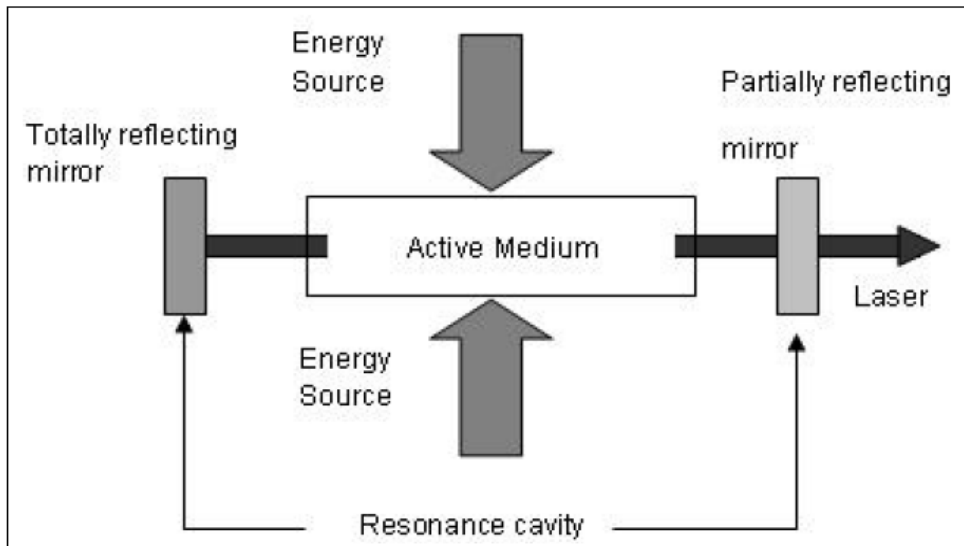 Energy
Source
Partially reflecting
mirror
Totally reflecting
mirror
Active Medium
Laser
Energy
Source
Resonance cavity